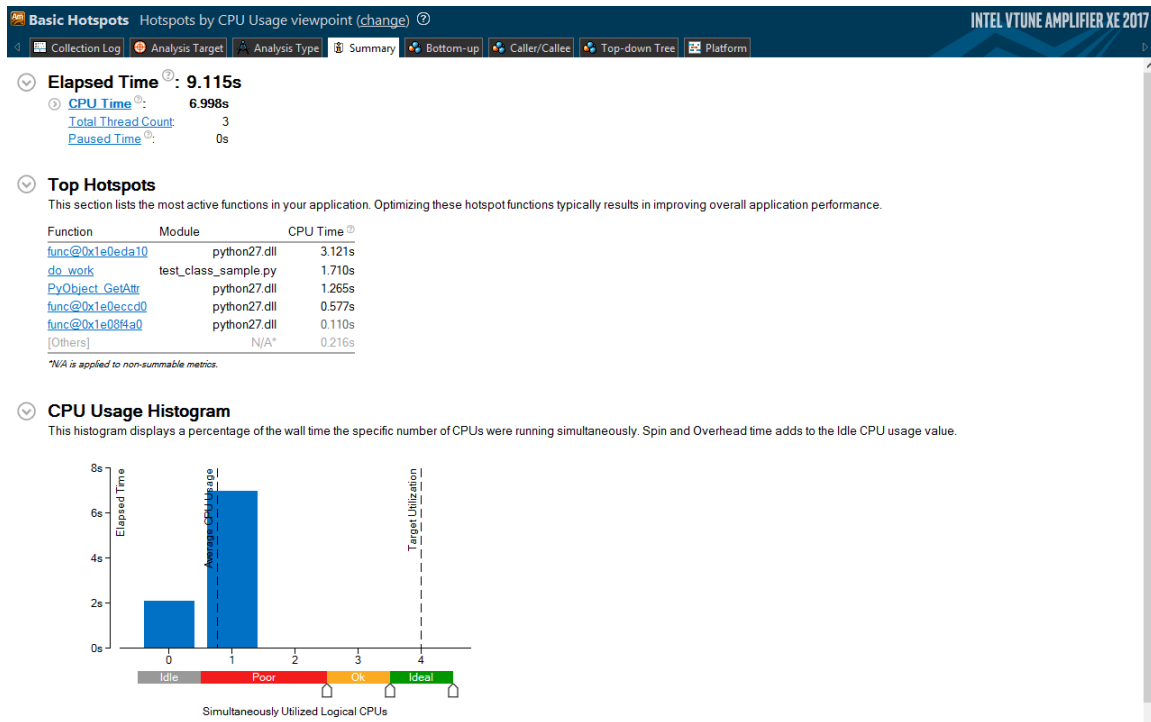 Basic Hotspots Hotspots by CPU Usage viewpoint (change) ?
INTEL VTUNE AMPLIFIER XE 2017
Collection Log Analysis Target Analysis Type Summary Bottom-up Caller/Callee Top-down Tree Platform
Elapsed Time ?: 9.115s
CPU Time ?: 6.998s
Total Thread Count: 3
Paused Time ?: 0s
Top Hotspots
This section lists the most active functions in your application. Optimizing these hotspot functions typically results in improving overall application performance.
Function Module CPU Time ?
func@0x1e0eda10 python27.dll 3.121s
do_work test_class_sample.py 1.710s
PyObject_GetAttr python27.dll 1.265s
func@0x1e0eccd0 python27.dll 0.577s
func@0x1e08f4a0 python27.dll 0.110s
[Others] N/A* 0.216s
*N/A is applied to non-summable metrics.
CPU Usage Histogram
This histogram displays a percentage of the wall time the specific number of CPUs were running simultaneously. Spin and Overhead time adds to the Idle CPU usage value.
8s
6s
4s
2s
0s
Elapsed Time
Average CPU Usage
Target Utilization
0 1 2 3 4
Idle Poor Ok Ideal
Simultaneously Utilized Logical CPUs